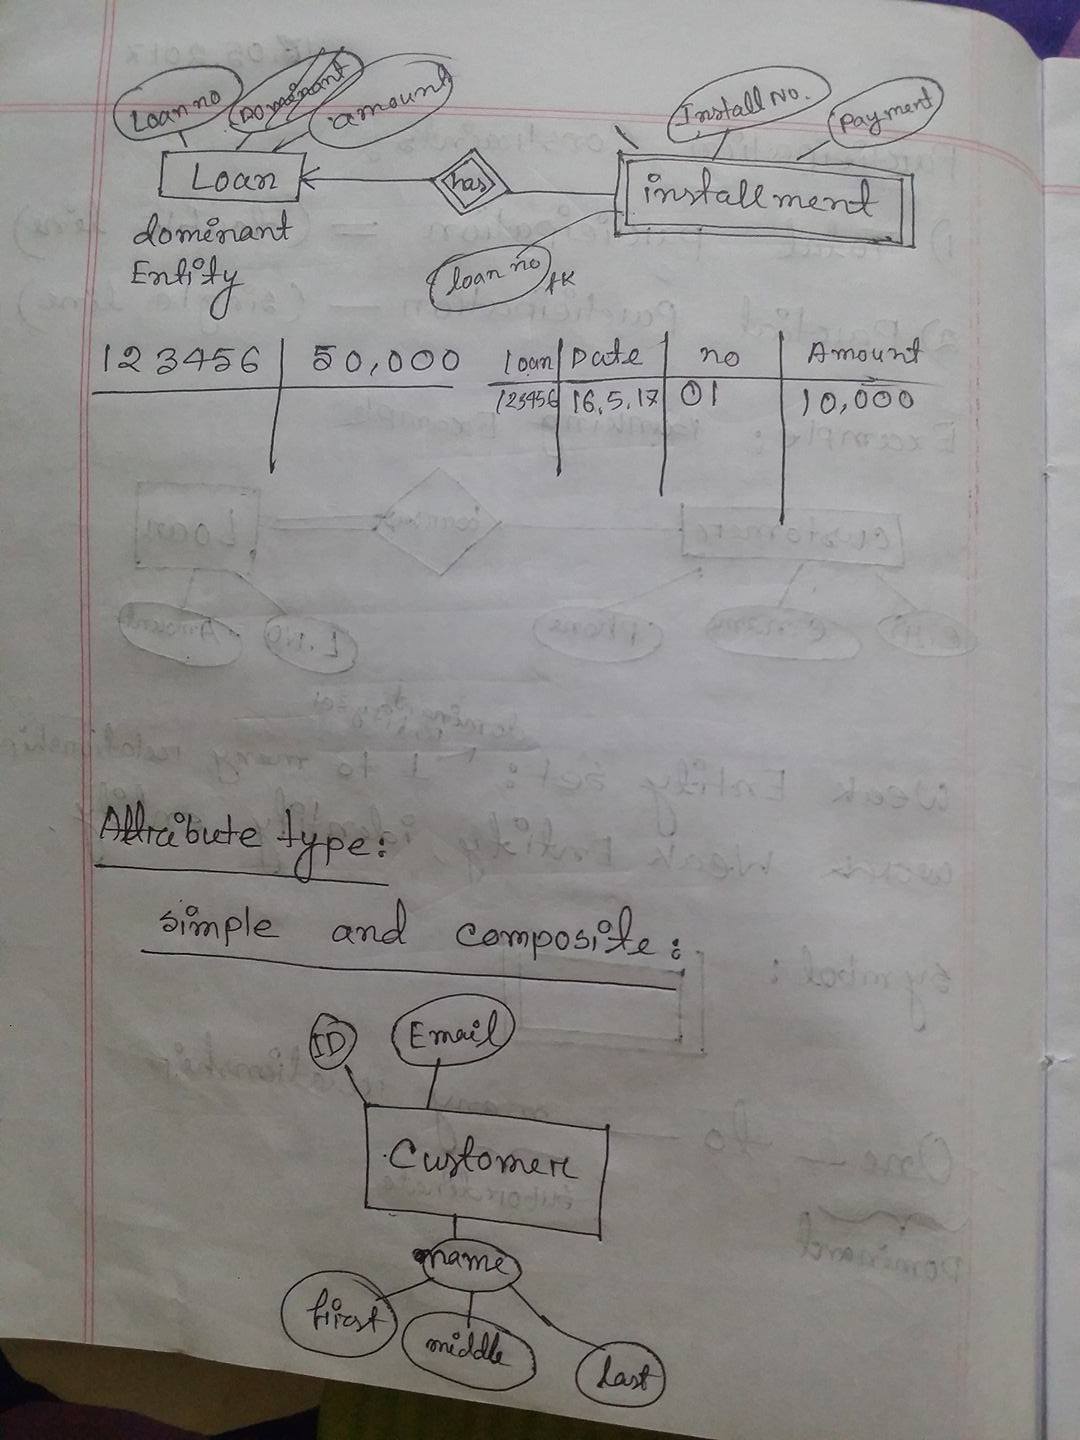 Loan no
Dominant
amount
Install No.
Payment
Loan
has
installment
dominant
Entity
loan no
fk
123456 50,000
loan Date no Amount
123456 16.5.17 01 10,000
Attribute type:
simple and composite:
ID
Email
Customer
name
first
middle
last